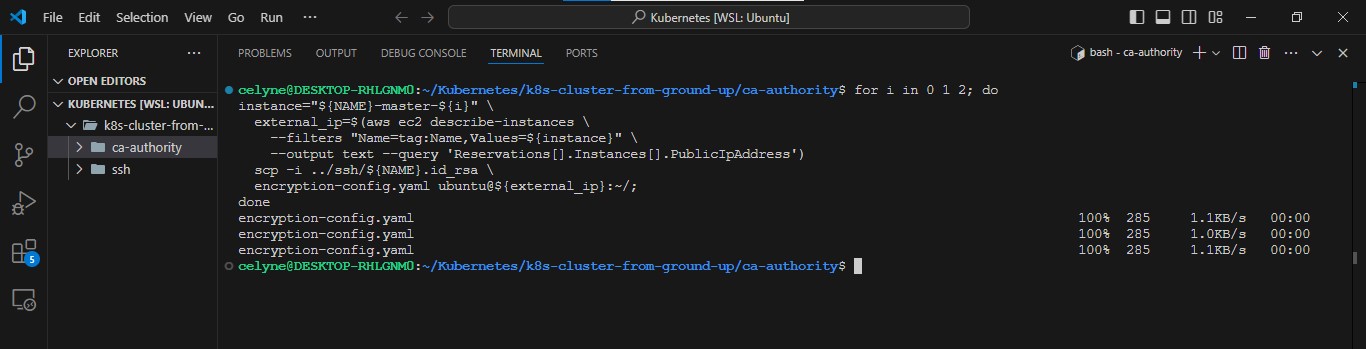 File Edit Selection View Go Run ··· Kubernetes [WSL: Ubuntu]
EXPLORER ···
OPEN EDITORS
KUBERNETES [WSL: UBUN...
k8s-cluster-from-...
ca-authority
ssh
5
PROBLEMS OUTPUT DEBUG CONSOLE TERMINAL PORTS bash - ca-authority ···
celyne@DESKTOP-RHLGNM0:~/Kubernetes/k8s-cluster-from-ground-up/ca-authority$ for i in 0 1 2; do
instance="${NAME}-master-${i}" \
  external_ip=$(aws ec2 describe-instances \
    --filters "Name=tag:Name,Values=${instance}" \
    --output text --query 'Reservations[].Instances[].PublicIpAddress')
  scp -i ../ssh/${NAME}.id_rsa \
  encryption-config.yaml ubuntu@${external_ip}:~/;
done
encryption-config.yaml 100% 285 1.1KB/s 00:00
encryption-config.yaml 100% 285 1.0KB/s 00:00
encryption-config.yaml 100% 285 1.1KB/s 00:00
celyne@DESKTOP-RHLGNM0:~/Kubernetes/k8s-cluster-from-ground-up/ca-authority$